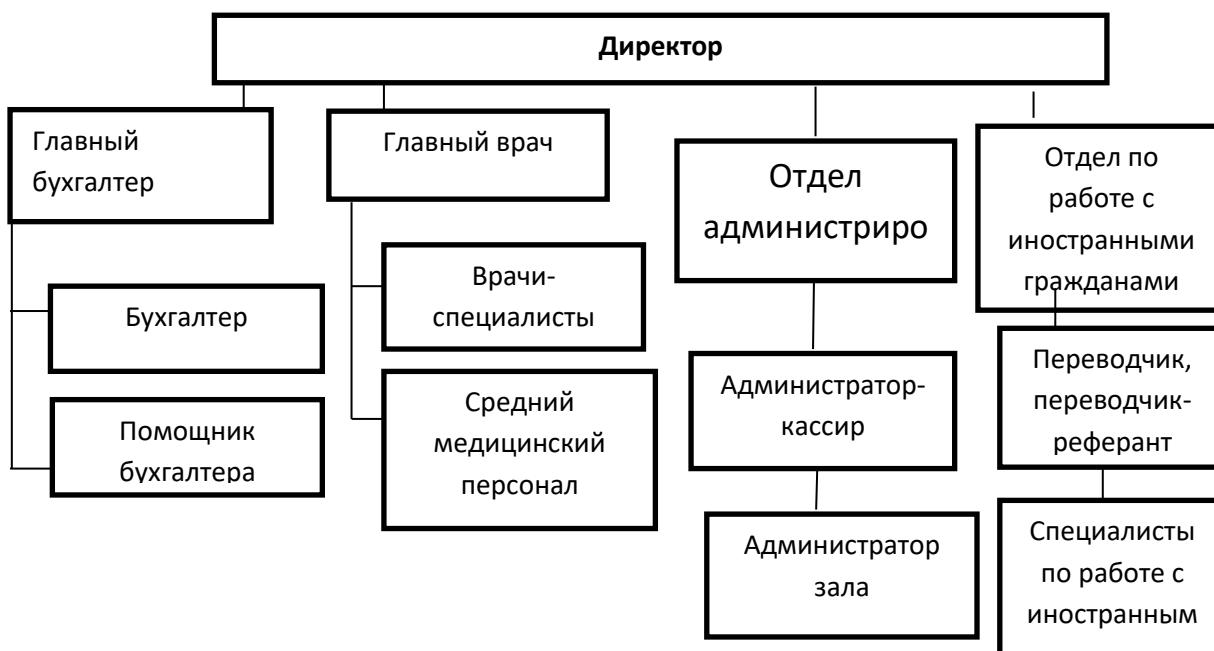 Директор
Главный
бухгалтер
Бухгалтер
Помощник
бухгалтера
Главный врач
Врачи-
специалисты
Средний
медицинский
персонал
Отдел
администриро
Администратор-
кассир
Администратор
зала
Отдел по
работе с
иностранными
гражданами
Переводчик,
переводчик-
референт
Специалисты
по работе с
иностранным